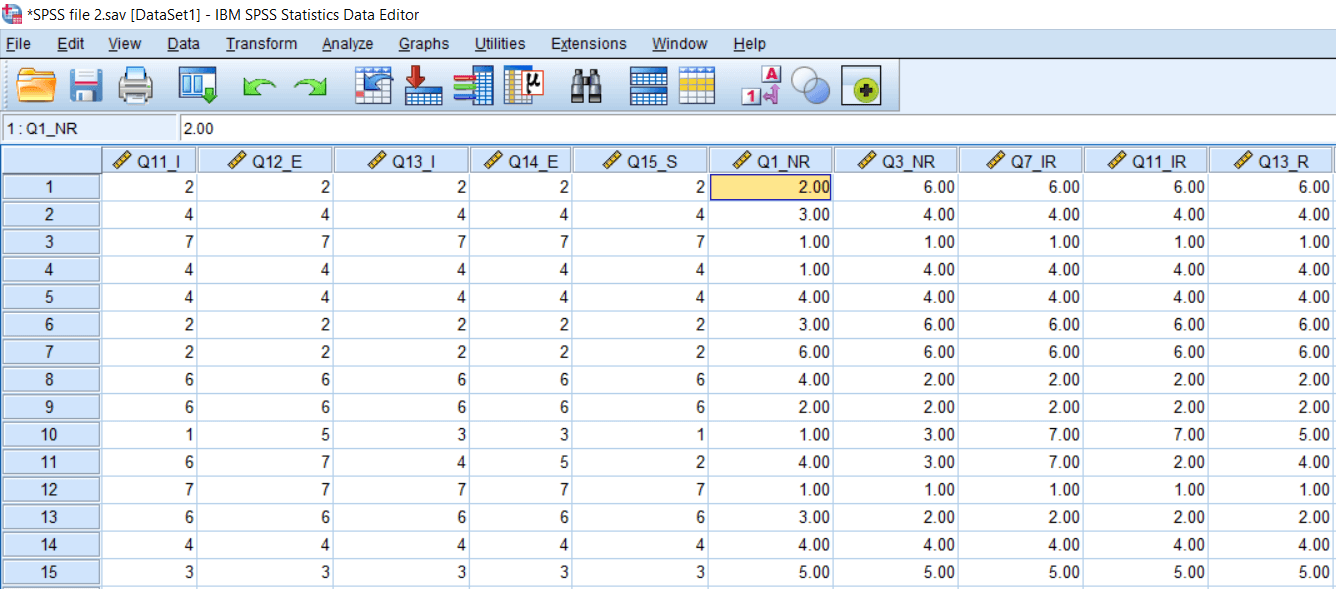 *SPSS file 2.sav [DataSet1] - IBM SPSS Statistics Data Editor
File Edit View Data Transform Analyze Graphs Utilities Extensions Window Help
μ A
1
1 : Q1_NR 2.00
Q11_I Q12_E Q13_I Q14_E Q15_S Q1_NR Q3_NR Q7_IR Q11_IR Q13_R
1 2 2 2 2 2 2.00 6.00 6.00 6.00 6.00
2 4 4 4 4 4 3.00 4.00 4.00 4.00 4.00
3 7 7 7 7 7 1.00 1.00 1.00 1.00 1.00
4 4 4 4 4 4 1.00 4.00 4.00 4.00 4.00
5 4 4 4 4 4 4.00 4.00 4.00 4.00 4.00
6 2 2 2 2 2 3.00 6.00 6.00 6.00 6.00
7 2 2 2 2 2 6.00 6.00 6.00 6.00 6.00
8 6 6 6 6 6 4.00 2.00 2.00 2.00 2.00
9 6 6 6 6 6 2.00 2.00 2.00 2.00 2.00
10 1 5 3 3 1 1.00 3.00 7.00 7.00 5.00
11 6 7 4 5 2 4.00 3.00 7.00 2.00 4.00
12 7 7 7 7 7 1.00 1.00 1.00 1.00 1.00
13 6 6 6 6 6 3.00 2.00 2.00 2.00 2.00
14 4 4 4 4 4 4.00 4.00 4.00 4.00 4.00
15 3 3 3 3 3 5.00 5.00 5.00 5.00 5.00